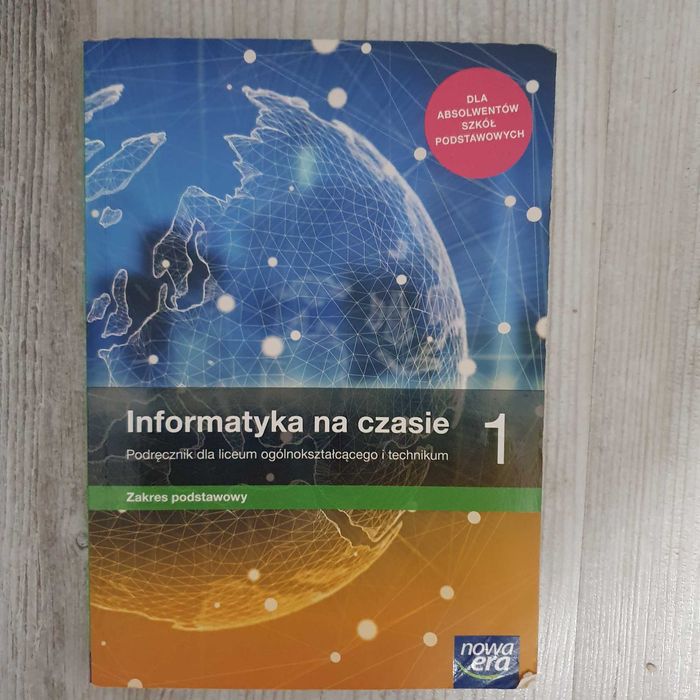 DLA
ABSOLWENTÓW
SZKÓŁ
PODSTAWOWYCH
Informatyka na czasie 1
Podręcznik dla liceum ogólnokształcącego i technikum
Zakres podstawowy
nowa
era